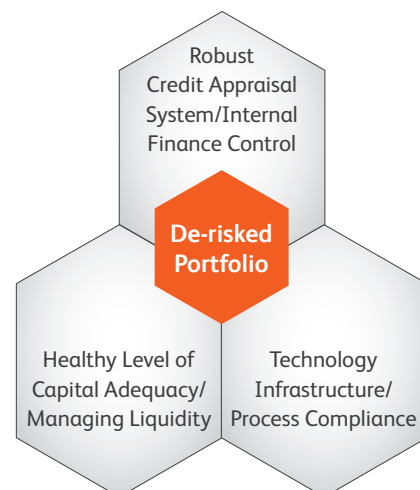 Robust
Credit Appraisal
System/Internal
Finance Control
De-risked
Portfolio
Healthy Level of
Capital Adequacy/
Managing Liquidity
Technology
Infrastructure/
Process Compliance